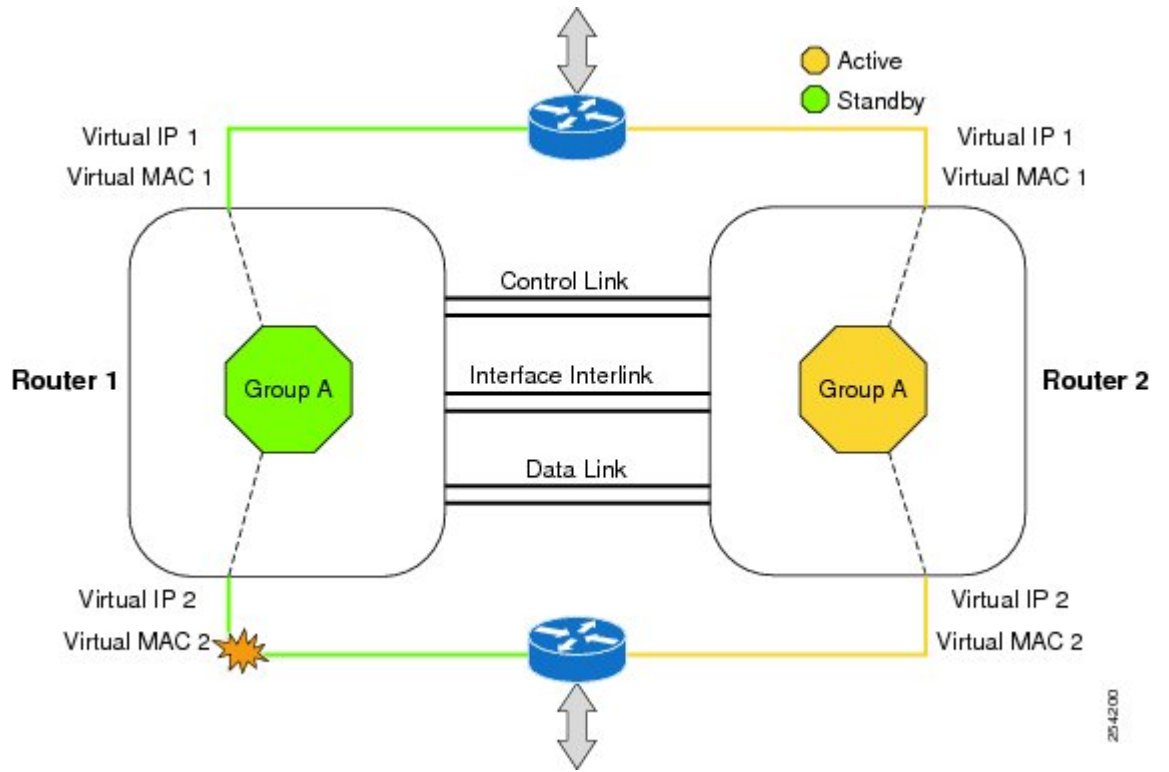 Active
Standby
Virtual IP 1
Virtual MAC 1
Virtual IP 1
Virtual MAC 1
Control Link
Router 1
Group A
Interface Interlink
Group A
Router 2
Data Link
Virtual IP 2
Virtual MAC 2
Virtual IP 2
Virtual MAC 2
254200